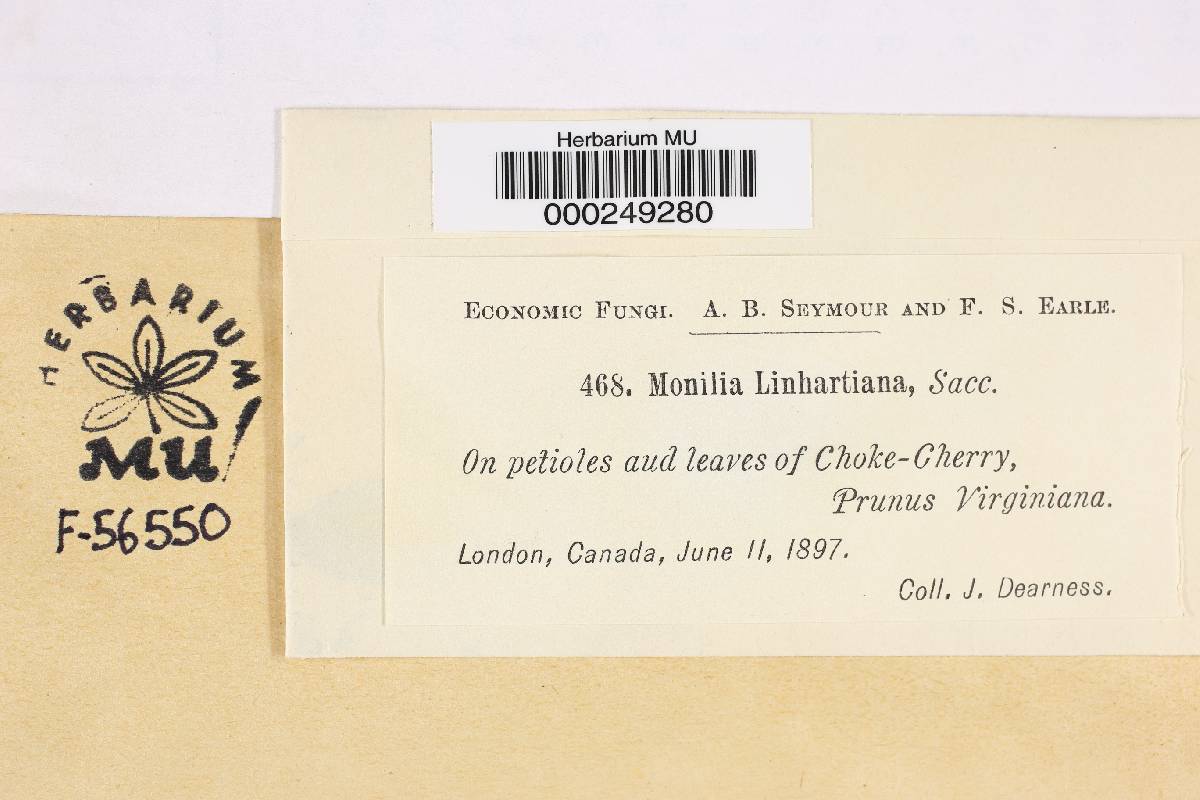 Herbarium MU
000249280
HERBARIUM
MU
F-56550
Economic Fungi. A. B. Seymour and F. S. Earle.
468. Monilia Linhartiana, Sacc.
On petioles aud leaves of Choke-Cherry,
Prunus Virginiana.
London, Canada, June 11, 1897.
Coll. J. Dearness.